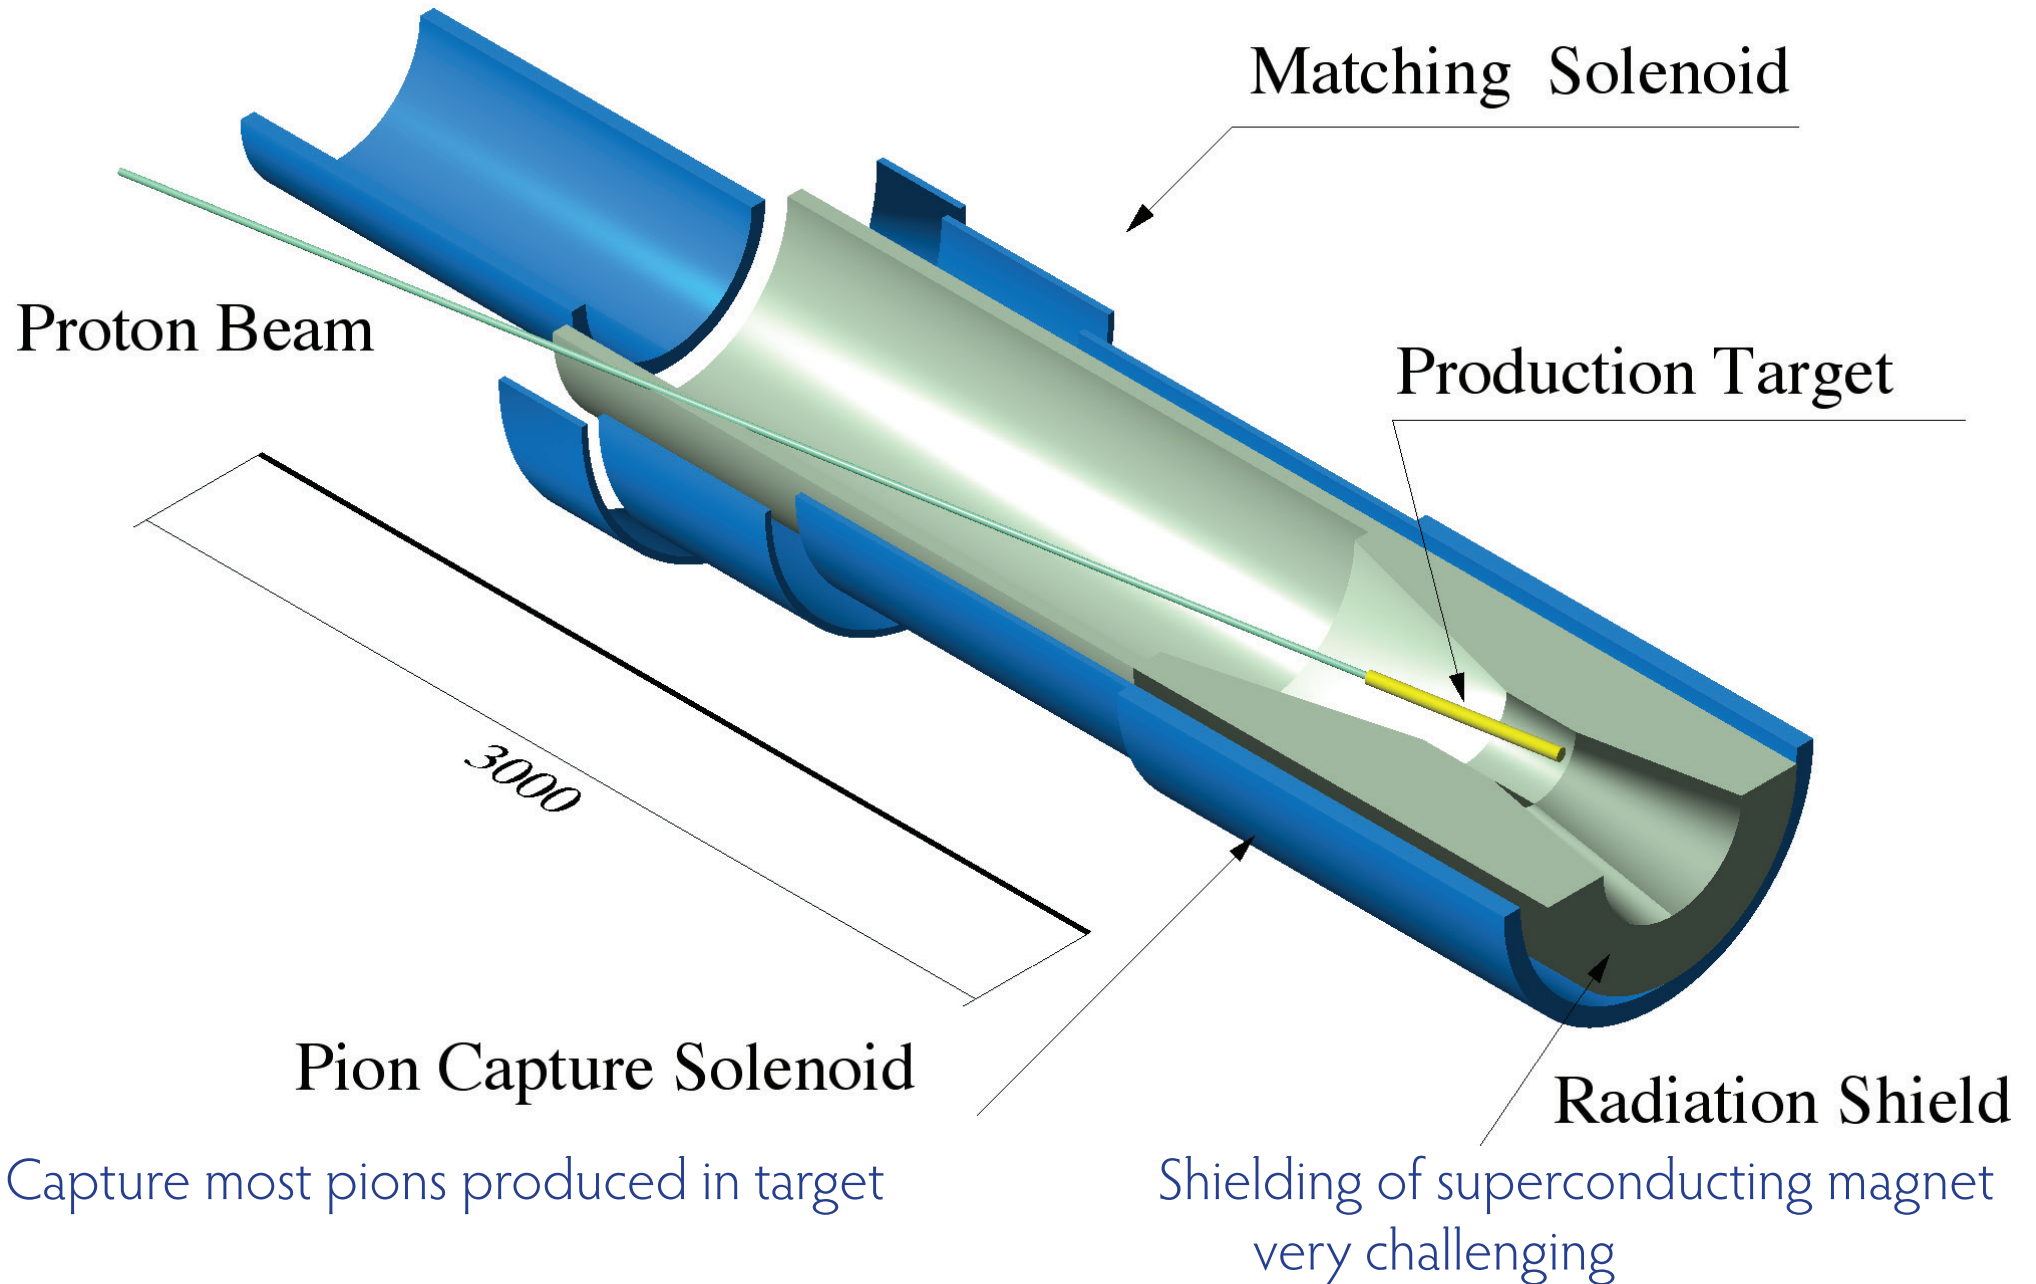 Matching Solenoid
Proton Beam
Production Target
3000
Pion Capture Solenoid
Radiation Shield
Capture most pions produced in target
Shielding of superconducting magnet
very challenging